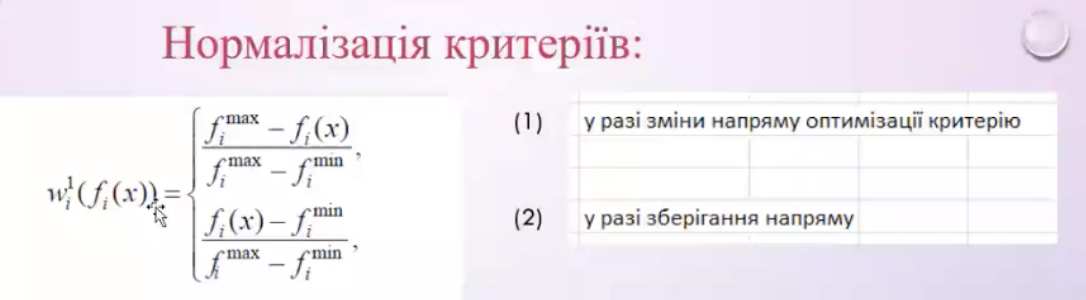 Нормалізація критеріїв:
w_i^1(f_i(x)) = { (f_i^max − f_i(x)) / (f_i^max − f_i^min),
(1) у разі зміни напряму оптимізації критерію
(f_i(x) − f_i^min) / (f_i^max − f_i^min),
(2) у разі зберігання напряму